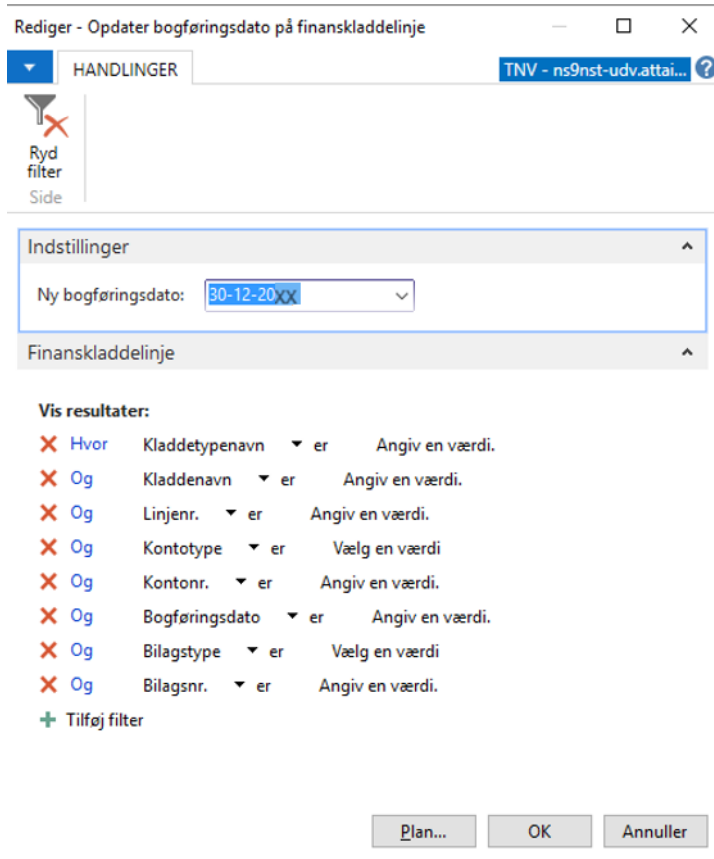 Rediger - Opdater bogføringsdato på finanskladdelinje
HANDLINGER
TNV - ns9nst-udv.attai...
?
Ryd
filter
Side
Indstillinger
Ny bogføringsdato: 30-12-20xx
Finanskladdelinje
Vis resultater:
Hvor Kladdetypenavn er Angiv en værdi.
Og Kladdenavn er Angiv en værdi.
Og Linjenr. er Angiv en værdi.
Og Kontotype er Vælg en værdi
Og Kontonr. er Angiv en værdi.
Og Bogføringsdato er Angiv en værdi.
Og Bilagstype er Vælg en værdi
Og Bilagsnr. er Angiv en værdi.
Tilføj filter
Plan... OK Annuller